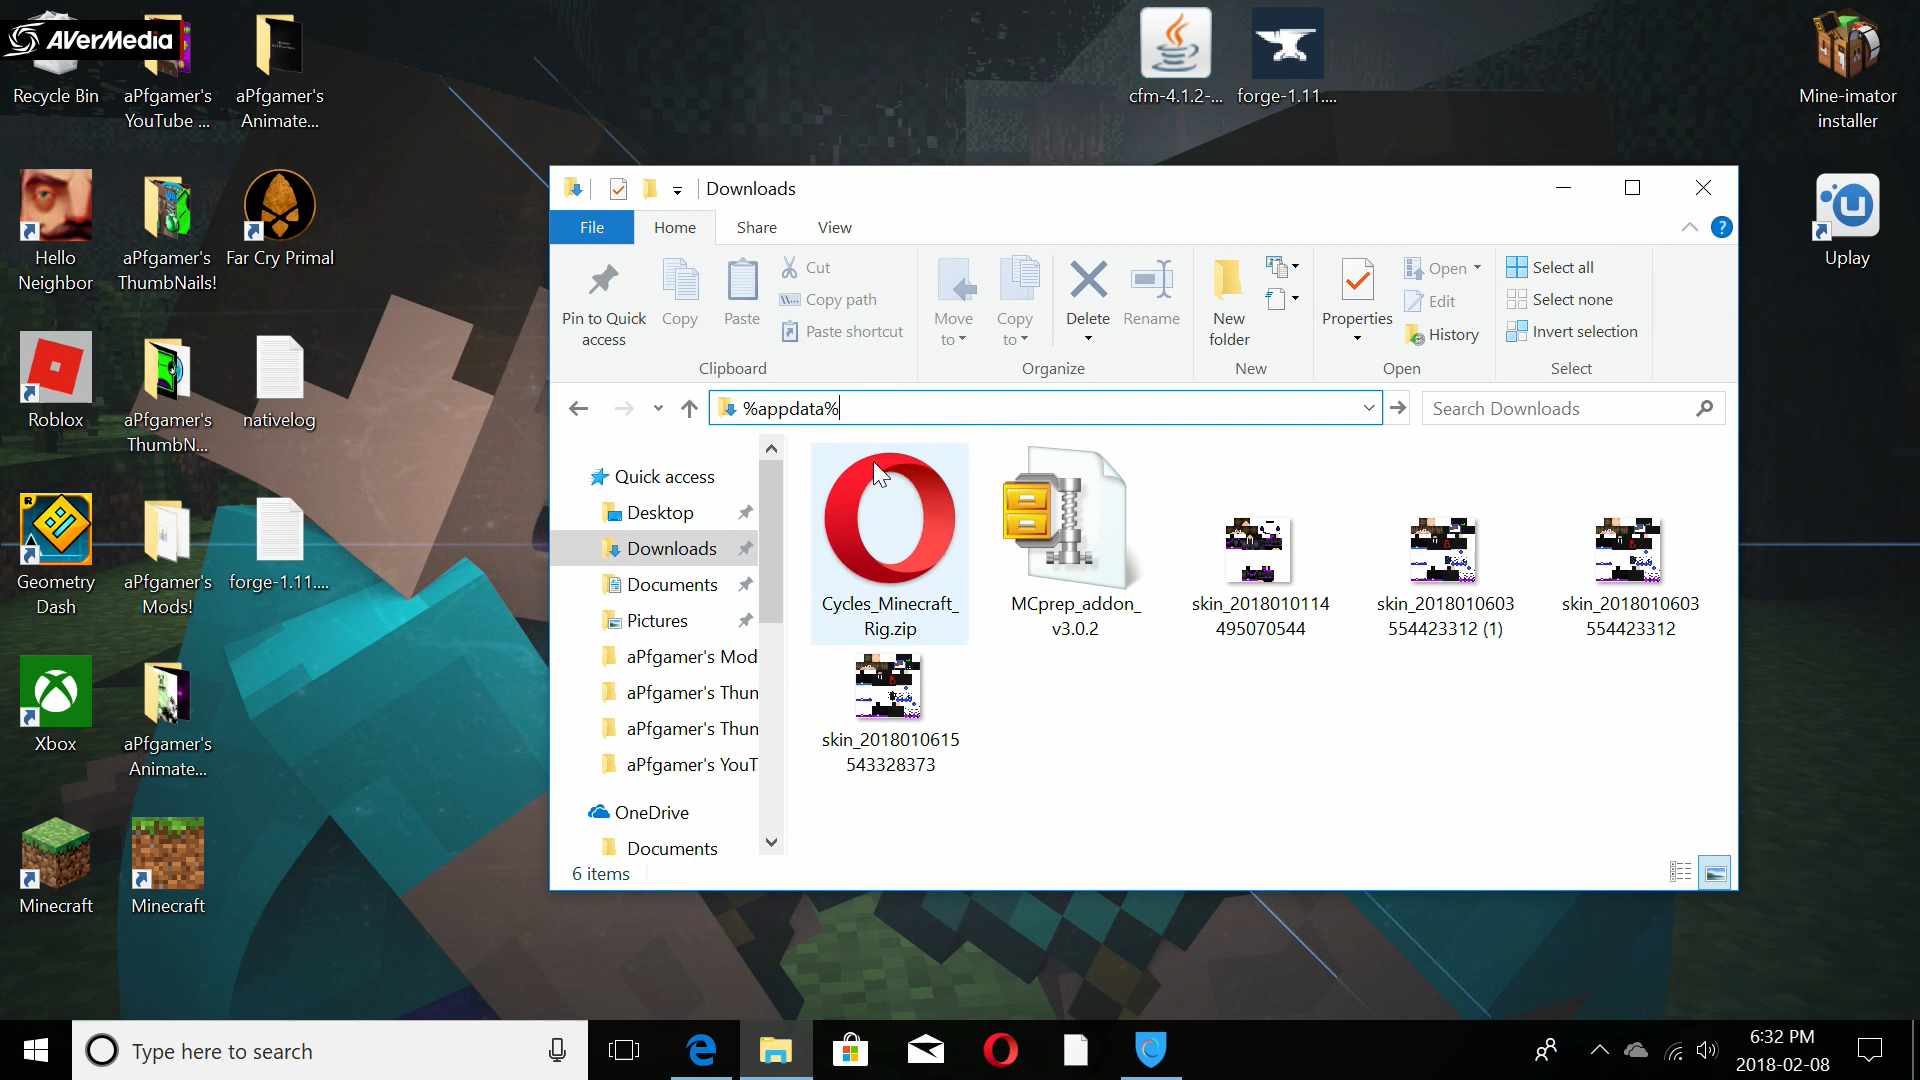 AVerMedia
Recycle Bin
aPfgamer's
YouTube ...
aPfgamer's
Animate...
cfm-4.1.2-...
forge-1.11....
Mine-imator
installer
Hello
Neighbor
aPfgamer's
ThumbNails!
Far Cry Primal
Uplay
Roblox
aPfgamer's
ThumbN...
nativelog
Geometry
Dash
aPfgamer's
Mods!
forge-1.11....
Xbox
aPfgamer's
Animate...
Minecraft
Minecraft
Downloads
File
Home
Share
View
Pin to Quick
access
Copy
Paste
Cut
Copy path
Paste shortcut
Clipboard
Move
to
Copy
to
Delete
Rename
Organize
New
folder
New
Properties
Open
Edit
History
Open
Select all
Select none
Invert selection
Select
%appdata%
Search Downloads
Quick access
Desktop
Downloads
Documents
Pictures
aPfgamer's Mod
aPfgamer's Thun
aPfgamer's Thun
aPfgamer's YouT
OneDrive
Documents
Cycles_Minecraft_
Rig.zip
MCprep_addon_
v3.0.2
skin_2018010114
495070544
skin_2018010603
554423312 (1)
skin_2018010603
554423312
skin_2018010615
543328373
6 items
Type here to search
6:32 PM
2018-02-08